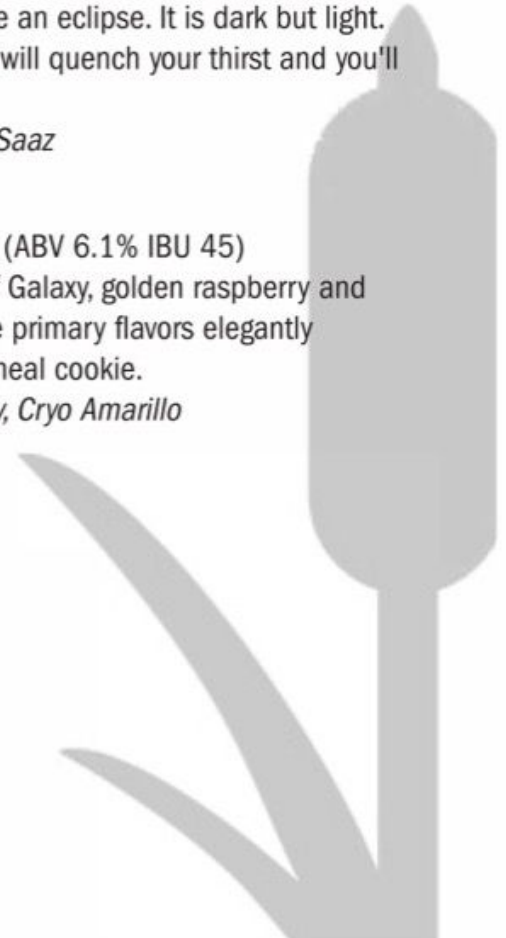 e an eclipse. It is dark but light.
will quench your thirst and you'll
Saaz
(ABV 6.1% IBU 45)
Galaxy, golden raspberry and
e primary flavors elegantly
neal cookie.
y, Cryo Amarillo